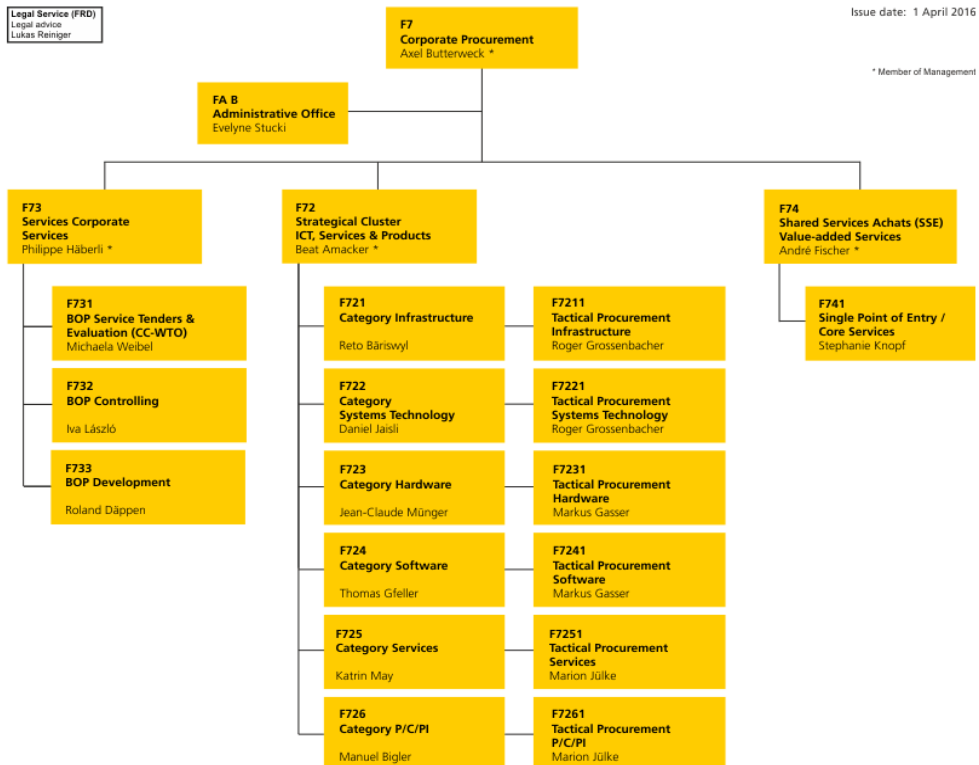 Legal Service (FRD)
Legal advice
Lukas Reiniger
Issue date: 1 April 2016
* Member of Management
F7
Corporate Procurement
Axel Butterweck *
FA B
Administrative Office
Evelyne Stucki
F73
Services Corporate
Services
Philippe Häberli *
F731
BOP Service Tenders &
Evaluation (CC-WTO)
Michaela Weibel
F732
BOP Controlling
Iva László
F733
BOP Development
Roland Däppen
F72
Strategical Cluster
ICT, Services & Products
Beat Amacker *
F721
Category Infrastructure
Reto Bäriswyl
F7211
Tactical Procurement
Infrastructure
Roger Grossenbacher
F722
Category
Systems Technology
Daniel Jaisli
F7221
Tactical Procurement
Systems Technology
Roger Grossenbacher
F723
Category Hardware
Jean-Claude Münger
F7231
Tactical Procurement
Hardware
Markus Gasser
F724
Category Software
Thomas Gfeller
F7241
Tactical Procurement
Software
Markus Gasser
F725
Category Services
Katrin May
F7251
Tactical Procurement
Services
Marion Jülke
F726
Category P/C/PI
Manuel Bigler
F7261
Tactical Procurement
P/C/PI
Marion Jülke
F74
Shared Services Achats (SSE)
Value-added Services
André Fischer *
F741
Single Point of Entry /
Core Services
Stephanie Knopf